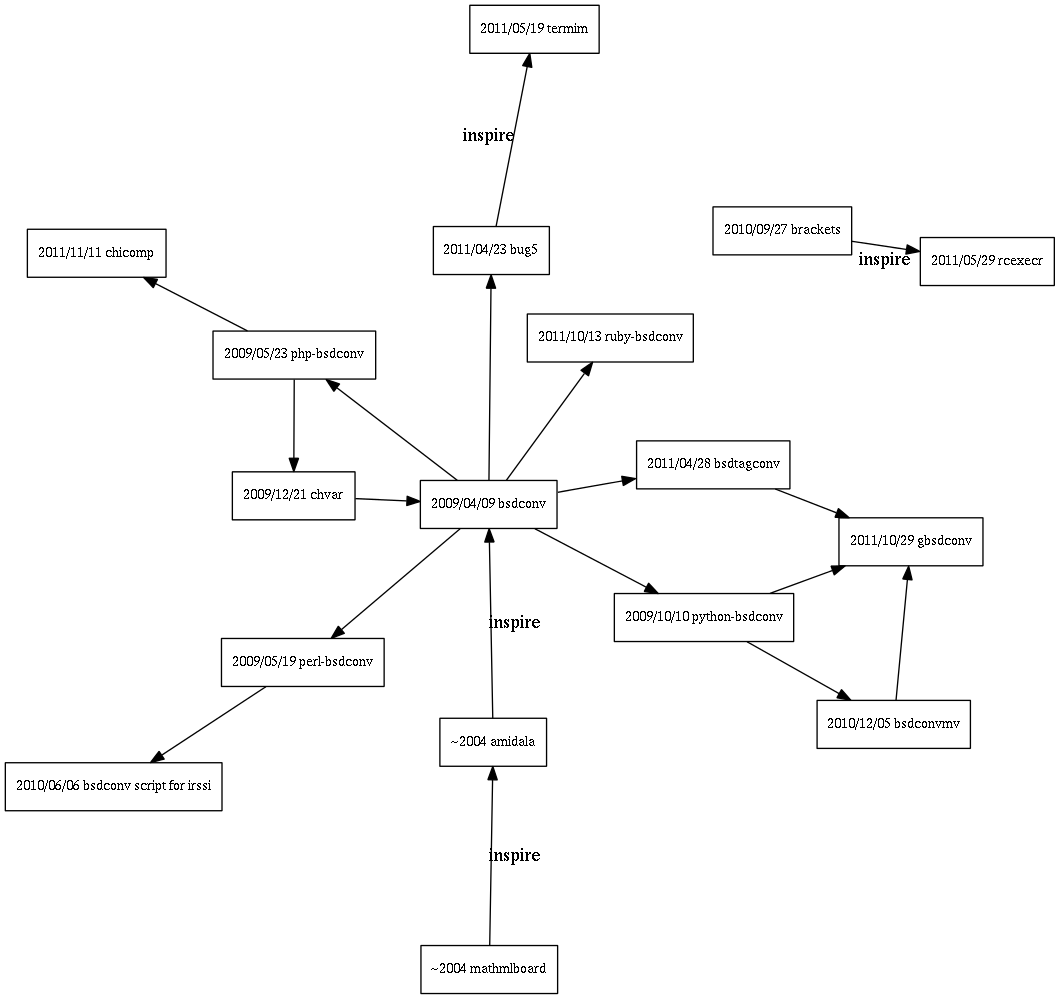 2011/05/19 termim
inspire
2010/09/27 brackets
2011/04/23 bug5
2011/11/11 chicomp
inspire
2011/05/29 rcexecr
2011/10/13 ruby-bsdconv
2009/05/23 php-bsdconv
2011/04/28 bsdtagconv
2009/12/21 chvar
2009/04/09 bsdconv
2011/10/29 gbsdconv
2009/10/10 python-bsdconv
inspire
2009/05/19 perl-bsdconv
2010/12/05 bsdconvmv
~2004 amidala
2010/06/06 bsdconv script for irssi
inspire
~2004 mathmlboard